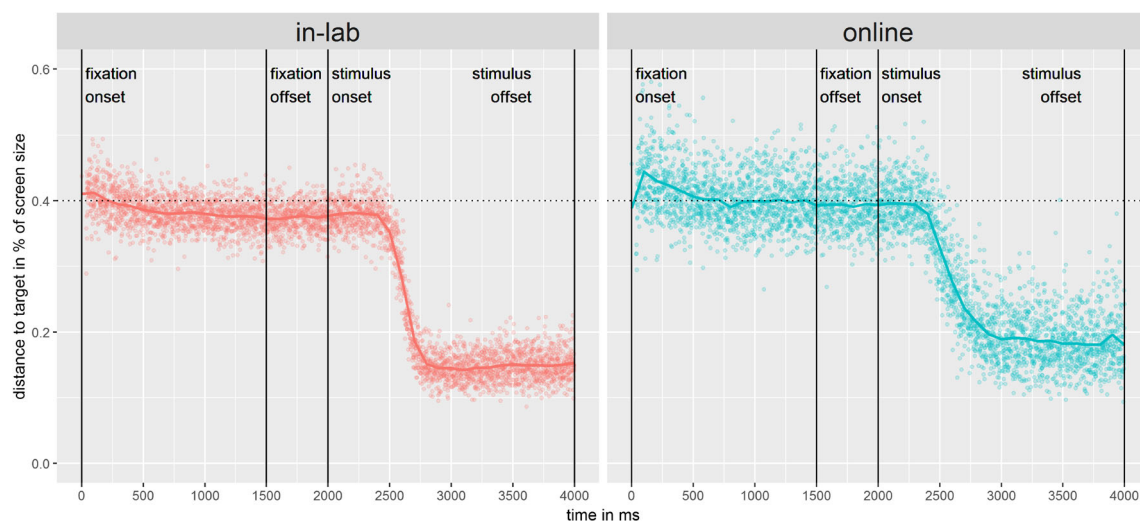 in-lab
online
0.6
0.4
0.2
0.0
distance to target in % of screen size
fixation
onset
fixation
offset
stimulus
onset
stimulus
offset
fixation
onset
fixation
offset
stimulus
onset
stimulus
offset
0 500 1000 1500 2000 2500 3000 3500 4000
0 500 1000 1500 2000 2500 3000 3500 4000
time in ms